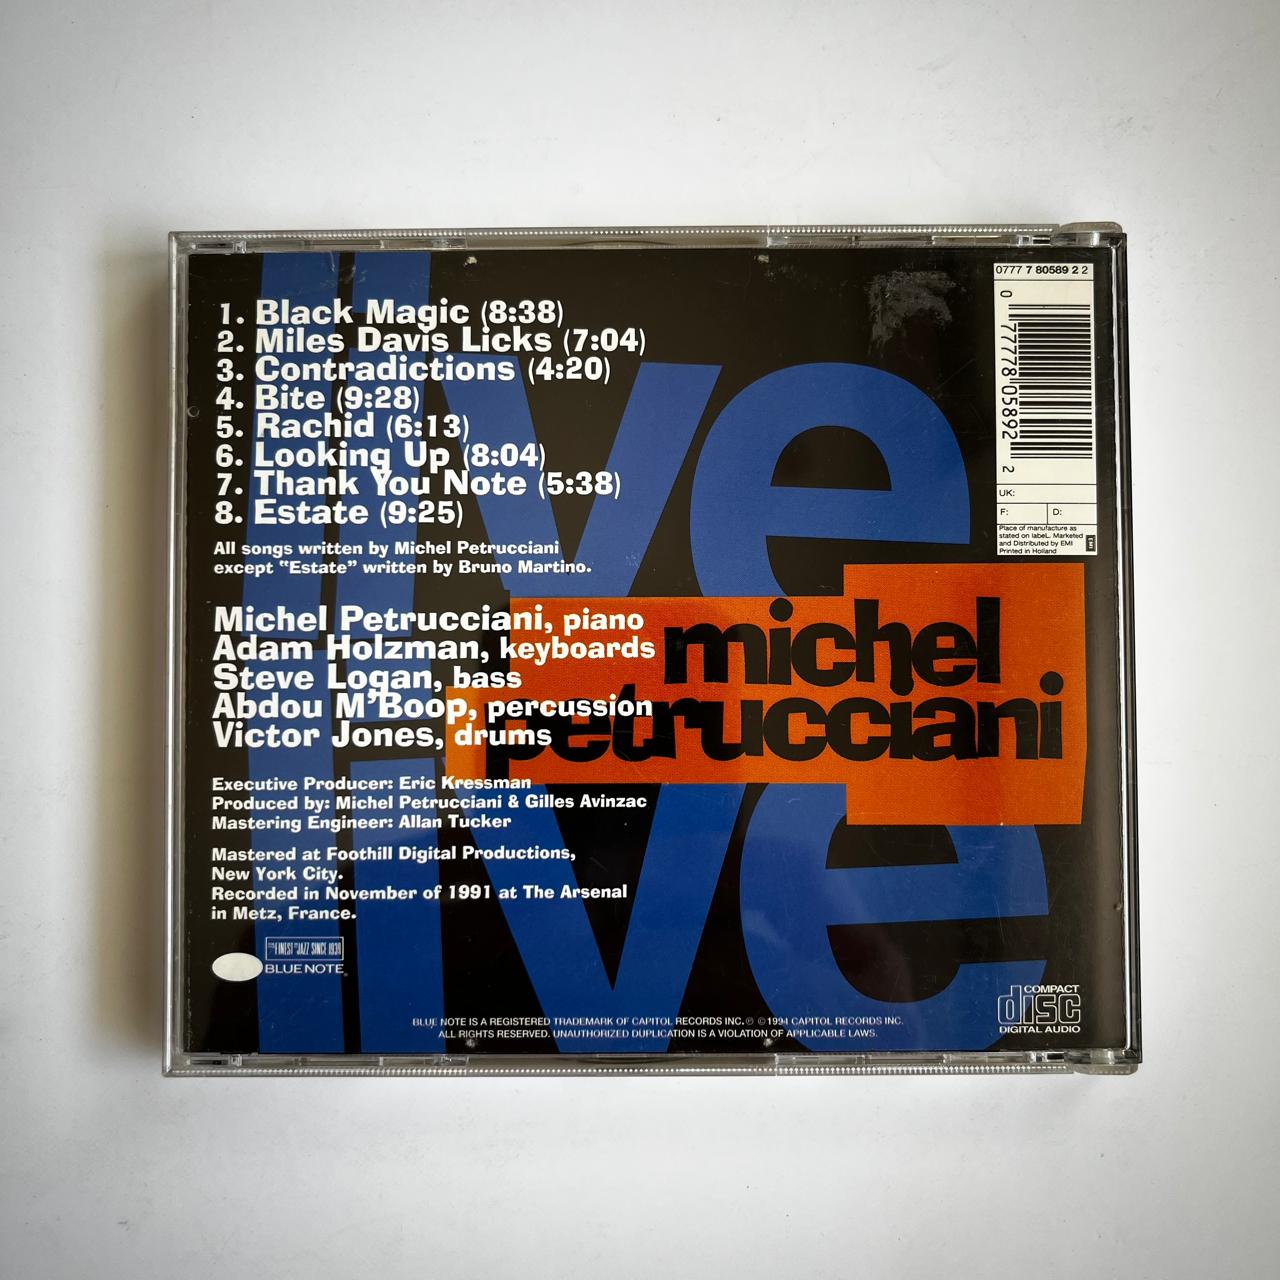 1. Black Magic (8:38)
2. Miles Davis Licks (7:04)
3. Contradictions (4:20)
4. Bite (9:28)
5. Rachid (6:13)
6. Looking Up (8:04)
7. Thank You Note (5:38)
8. Estate (9:25)
All songs written by Michel Petrucciani
except "Estate" written by Bruno Martino.
Michel Petrucciani, piano
Adam Holzman, keyboards
Steve Logan, bass
Abdou M'Boop, percussion
Victor Jones, drums
Executive Producer: Eric Kressman
Produced by: Michel Petrucciani & Gilles Avinzac
Mastering Engineer: Allan Tucker
Mastered at Foothill Digital Productions,
New York City.
Recorded in November of 1991 at The Arsenal
in Metz, France.
THE FINEST IN JAZZ SINCE 1939
BLUE NOTE
BLUE NOTE IS A REGISTERED TRADEMARK OF CAPITOL RECORDS INC. ℗ © 1994 CAPITOL RECORDS INC.
ALL RIGHTS RESERVED. UNAUTHORIZED DUPLICATION IS A VIOLATION OF APPLICABLE LAWS.
live
michel
petrucciani
live
0777 7 80589 2 2
0 77778 05892 2
UK:
F: D:
Place of manufacture as
stated on label. Marketed
and Distributed by EMI
Printed in Holland
EMI
COMPACT
disc
DIGITAL AUDIO